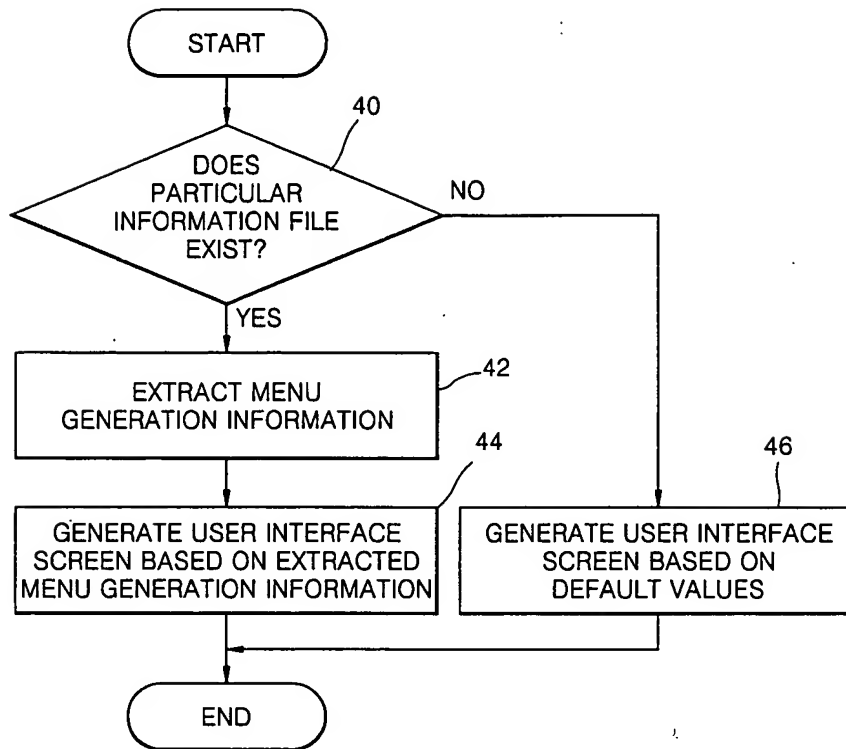 START
40
DOES
PARTICULAR
INFORMATION FILE
EXIST?
NO
YES
42
EXTRACT MENU
GENERATION INFORMATION
44
GENERATE USER INTERFACE
SCREEN BASED ON EXTRACTED
MENU GENERATION INFORMATION
46
GENERATE USER INTERFACE
SCREEN BASED ON
DEFAULT VALUES
END